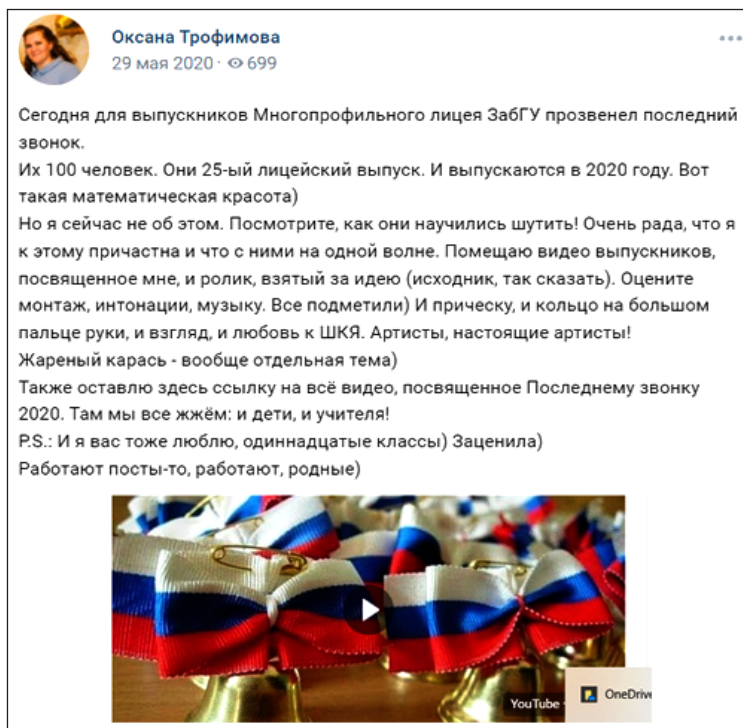 Оксана Трофимова
29 мая 2020 · 699
Сегодня для выпускников Многопрофильного лицея ЗабГУ прозвенел последний
звонок.
Их 100 человек. Они 25-ый лицейский выпуск. И выпускаются в 2020 году. Вот
такая математическая красота)
Но я сейчас не об этом. Посмотрите, как они научились шутить! Очень рада, что я
к этому причастна и что с ними на одной волне. Помещаю видео выпускников,
посвященное мне, и ролик, взятый за идею (исходник, так сказать). Оцените
монтаж, интонации, музыку. Все подметили) И прическу, и кольцо на большом
пальце руки, и взгляд, и любовь к ШКЯ. Артисты, настоящие артисты!
Жареный карась - вообще отдельная тема)
Также оставлю здесь ссылку на всё видео, посвященное Последнему звонку
2020. Там мы все жжём: и дети, и учителя!
P.S.: И я вас тоже люблю, одиннадцатые классы) Заценила)
Работают посты-то, работают, родные)
YouTube
OneDrive